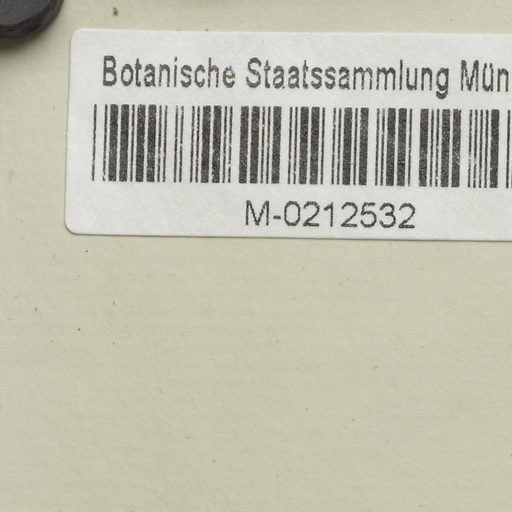 Botanische Staatssammlung Mün
M-0212532